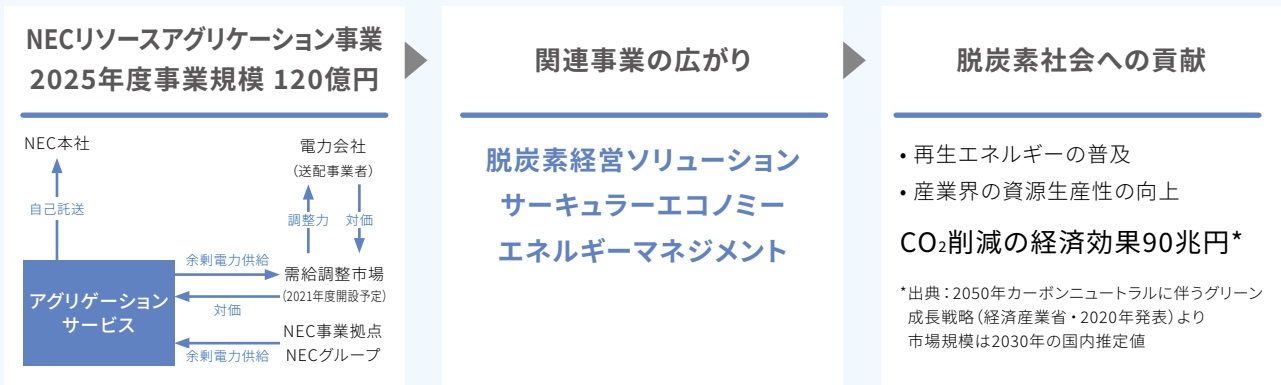 NECリソースアグリケーション事業
2025年度事業規模 120億円
NEC本社
電力会社
(送配事業者)
自己託送
調整力
対価
余剰電力供給
需給調整市場
(2021年度開設予定)
対価
アグリゲーション
サービス
NEC事業拠点
NECグループ
余剰電力供給
関連事業の広がり
脱炭素経営ソリューション
サーキュラーエコノミー
エネルギーマネジメント
脱炭素社会への貢献
• 再生エネルギーの普及
• 産業界の資源生産性の向上
CO₂削減の経済効果90兆円*
*出典：2050年カーボンニュートラルに伴うグリーン
成長戦略（経済産業省・2020年発表）より
市場規模は2030年の国内推定値